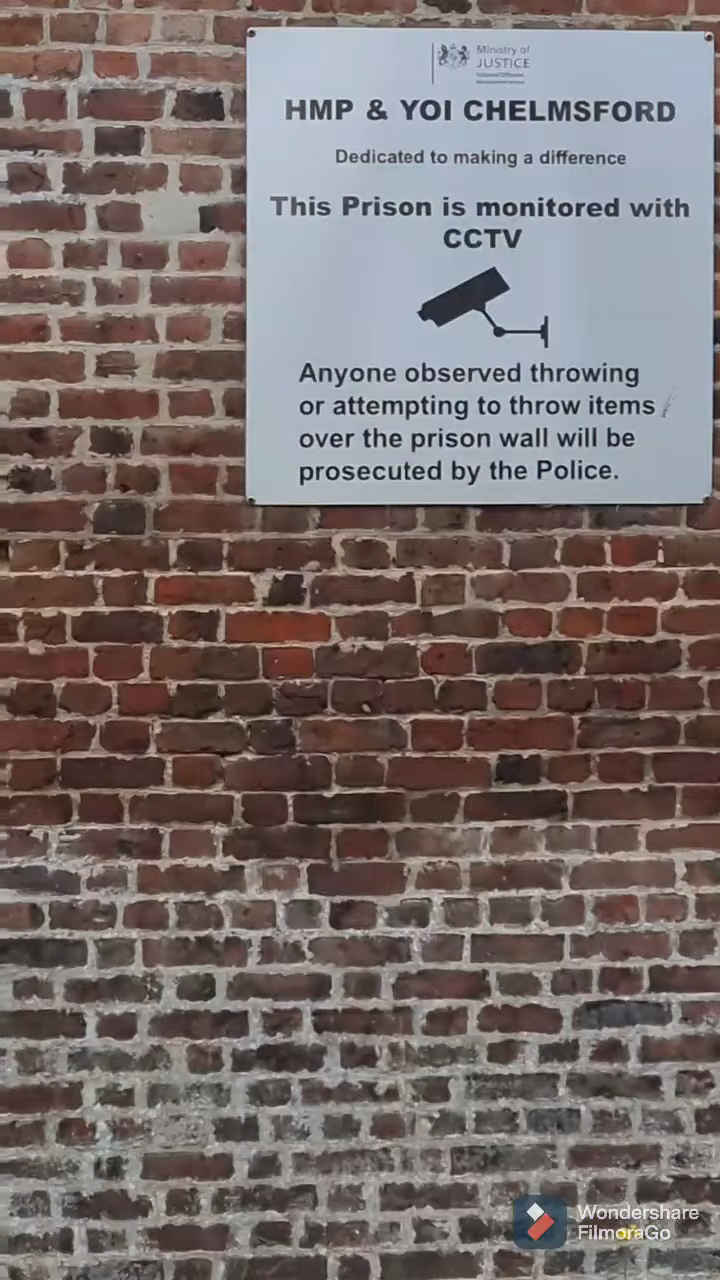 Ministry of
JUSTICE
HMP & YOI CHELMSFORD
Dedicated to making a difference
This Prison is monitored with
CCTV
Anyone observed throwing
or attempting to throw items
over the prison wall will be
prosecuted by the Police.
Wondershare
FilmoraGo